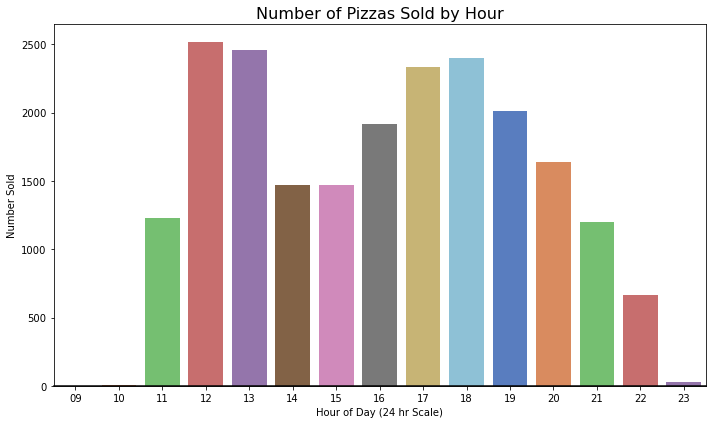 Number of Pizzas Sold by Hour
2500
2000
1500
1000
500
0
Number Sold
09 10 11 12 13 14 15 16 17 18 19 20 21 22 23
Hour of Day (24 hr Scale)